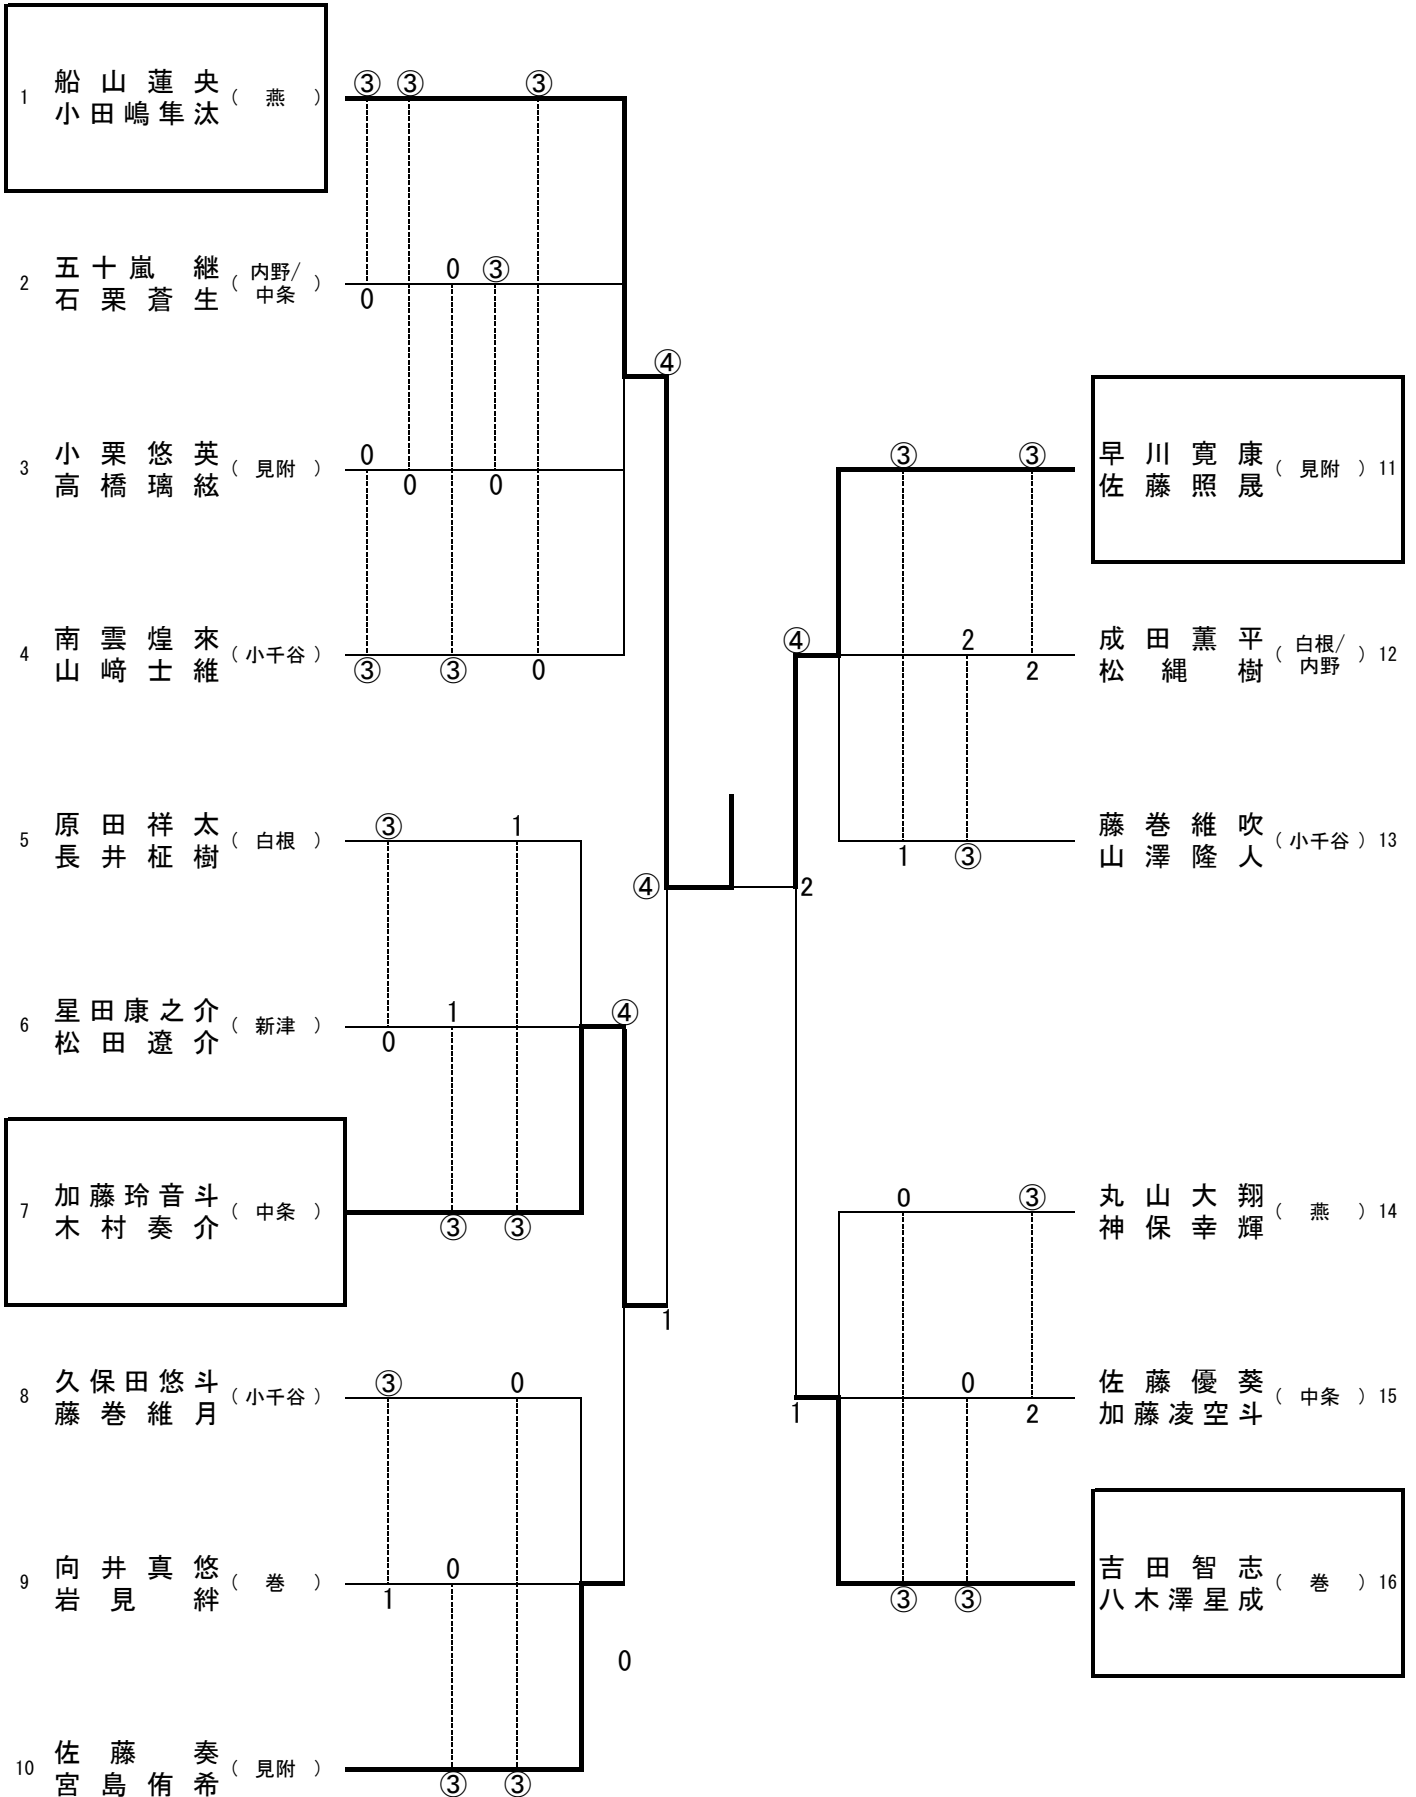 1 船山蓮央 (燕) ③ ③ ③
小田嶋隼汰
2 五十嵐 継 (内野/中条) 0 ③
石栗蒼生 0
④
3 小栗悠英 (見附) 0
高橋璃絃 0 0
4 南雲煌來 (小千谷)
山﨑士維 ③ ③ 0
5 原田祥太 (白根) ③ 1
長井柾樹
④ 2
6 星田康之介 (新津) 1 ④
松田遼介 0
7 加藤玲音斗 (中条)
木村奏介 ③ ③
1
8 久保田悠斗 (小千谷) ③ 0
藤巻維月
9 向井真悠 (巻) 0
岩見 絆 1
0
10 佐藤 奏 (見附)
宮島侑希 ③ ③
③ ③ 早川寛康 (見附) 11
佐藤照晟
④ 2 成田薫平 (白根/内野) 12
2 松縄 樹
藤巻維吹 (小千谷) 13
1 ③ 山澤隆人
0 ③ 丸山大翔 (燕) 14
神保幸輝
0 佐藤優葵 (中条) 15
1 2 加藤凌空斗
吉田智志 (巻) 16
③ ③ 八木澤星成